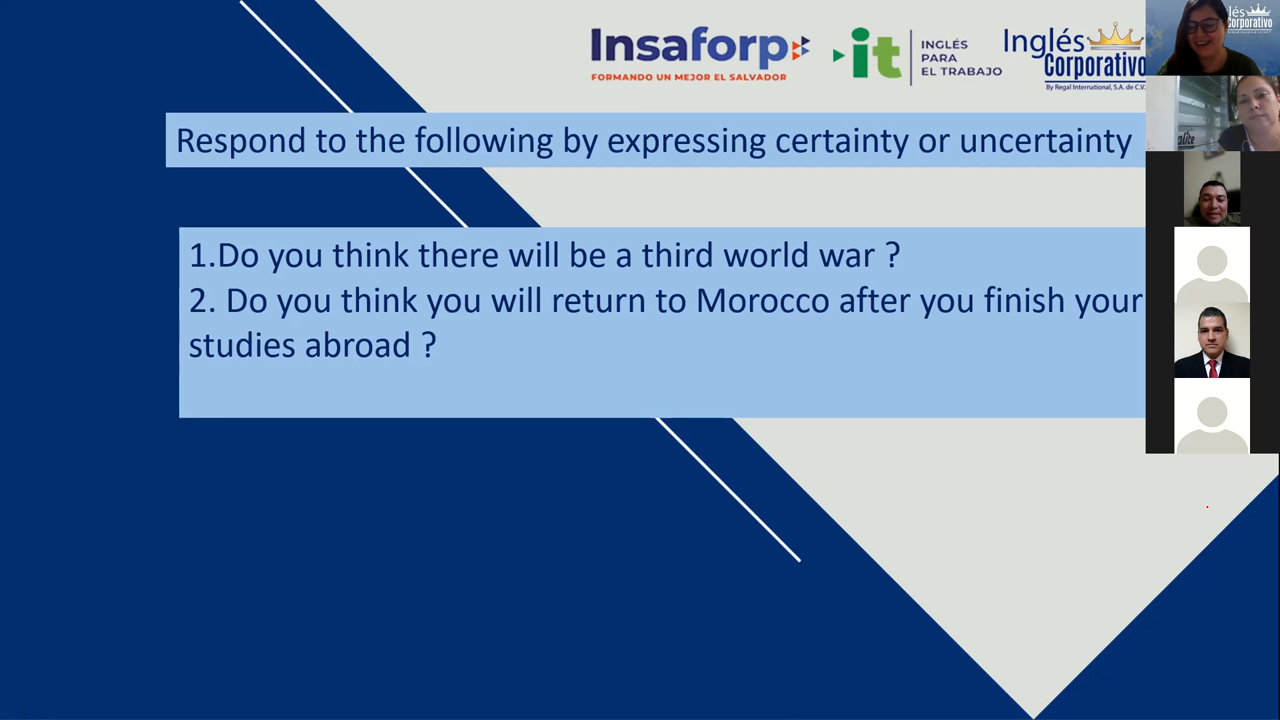 Insaforp
FORMANDO UN MEJOR EL SALVADOR
it
INGLÉS
PARA
EL TRABAJO
Inglés
Corporativo
By Regal International, S.A. de C.V.
Respond to the following by expressing certainty or uncertainty
1.Do you think there will be a third world war ?
2. Do you think you will return to Morocco after you finish your
studies abroad ?